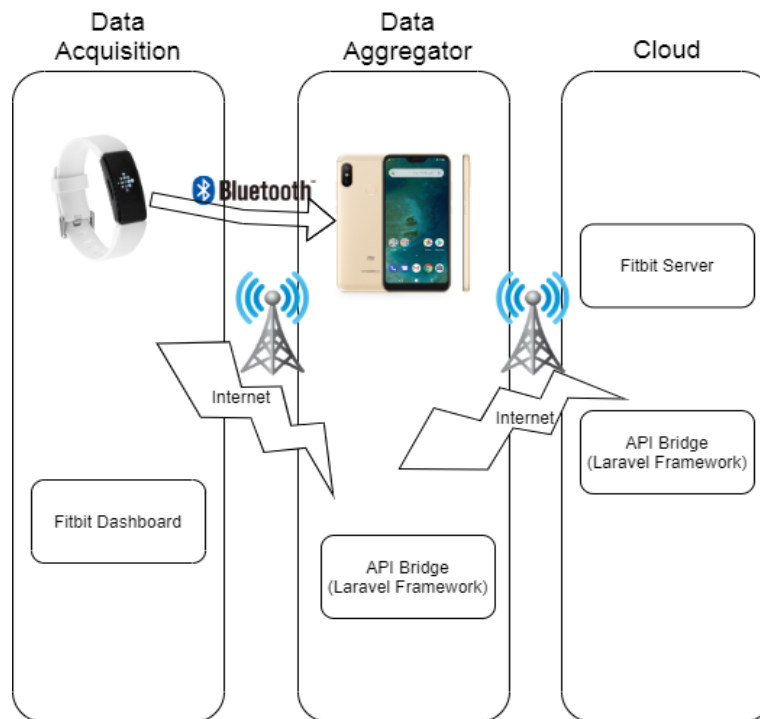 Data
Acquisition
Data
Aggregator
Cloud
Bluetooth™
Fitbit Server
Internet
Internet
API Bridge
(Laravel Framework)
Fitbit Dashboard
API Bridge
(Laravel Framework)